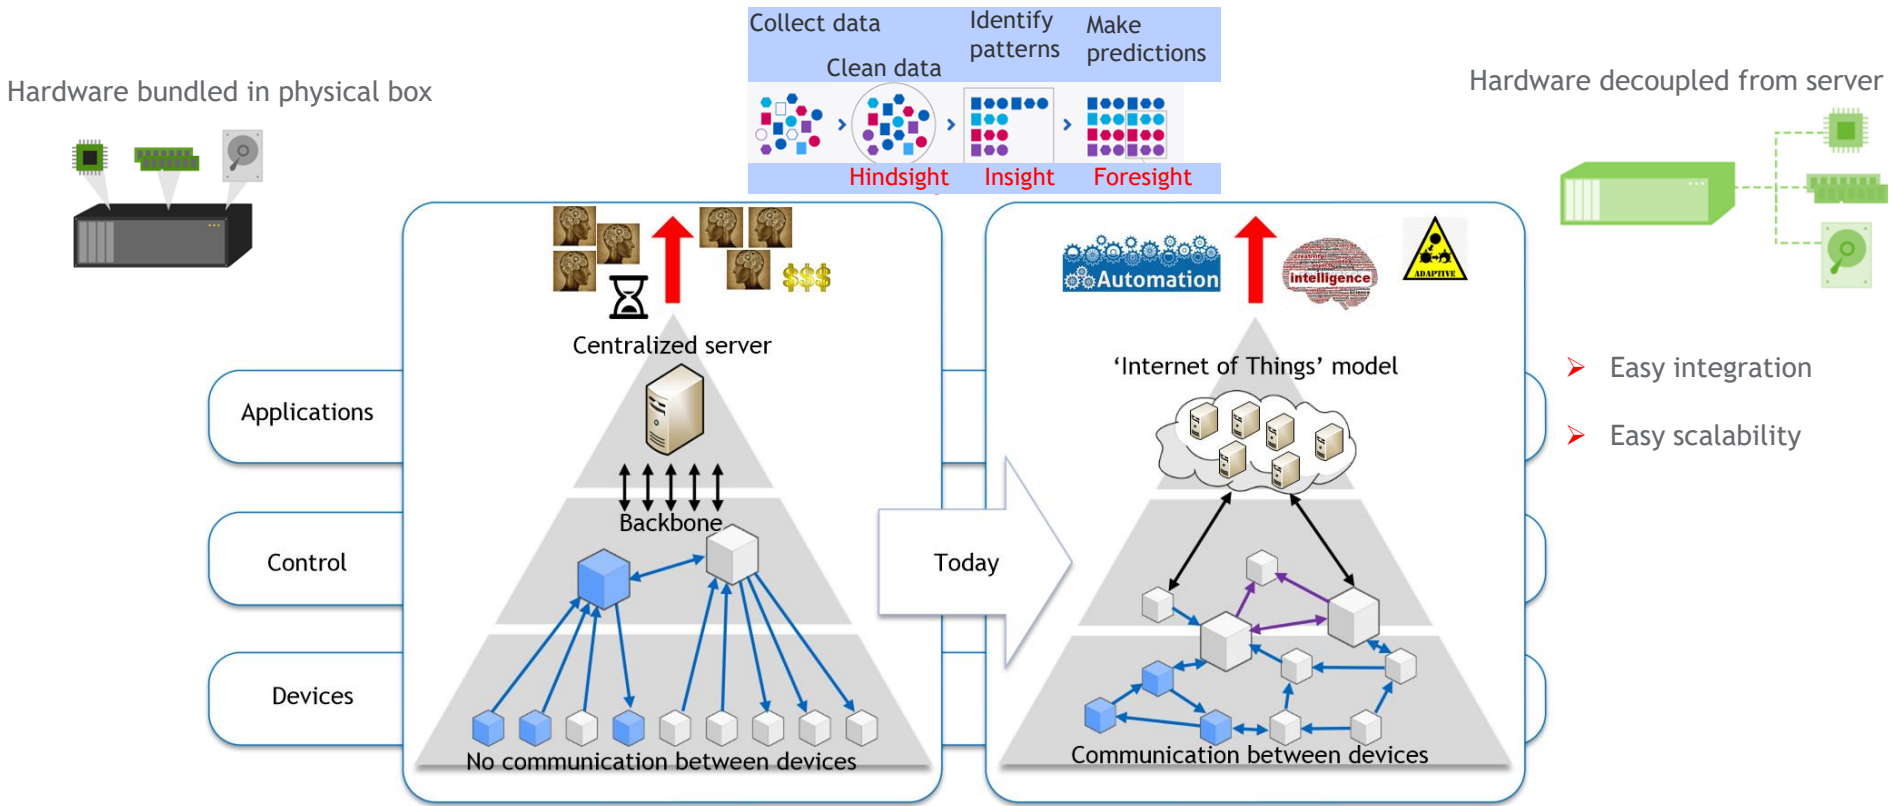 Collect data
Identify
patterns
Make
predictions
Clean data
Hindsight
Insight
Foresight
Hardware bundled in physical box
Hardware decoupled from server
$$$
Automation
intelligence
ADAPTIVE
Centralized server
'Internet of Things' model
Applications
Easy integration
Easy scalability
Backbone
Control
Today
Devices
No communication between devices
Communication between devices